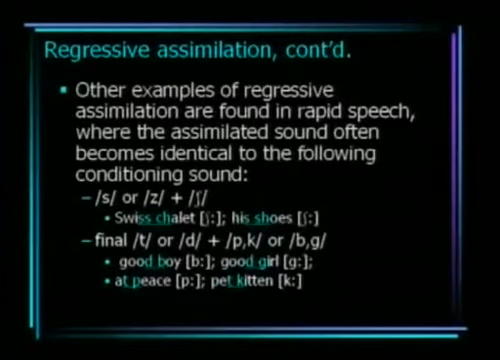 Regressive assimilation, cont'd.
▪ Other examples of regressive
assimilation are found in rapid speech,
where the assimilated sound often
becomes identical to the following
conditioning sound:
– /s/ or /z/ + /ʃ/
• Swiss chalet [ʃ:]; his shoes [ʃ:]
– final /t/ or /d/ + /p,k/ or /b,g/
• good boy [b:]; good girl [g:];
• at peace [p:]; pet kitten [k:]